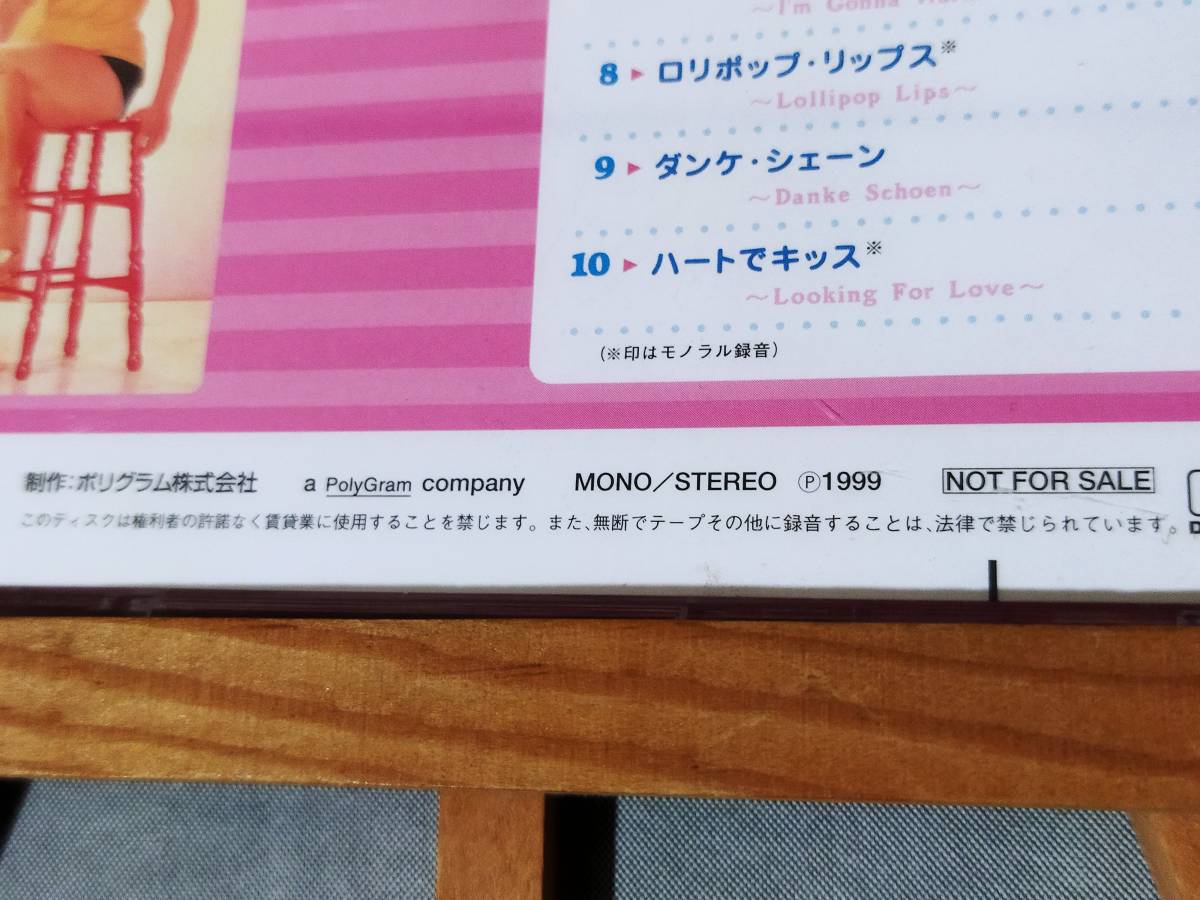 ~I'm Gonna
8 ▶ ロリポップ・リップス※
~Lollipop Lips~
9 ▶ ダンケ・シェーン
~Danke Schoen~
10 ▶ ハートでキッス※
~Looking For Love~
(※印はモノラル録音)
制作:ポリグラム株式会社 a PolyGram company MONO/STEREO Ⓟ1999 NOT FOR SALE
このディスクは権利者の許諾なく賃貸業に使用することを禁じます。また、無断でテープその他に録音することは、法律で禁じられています。